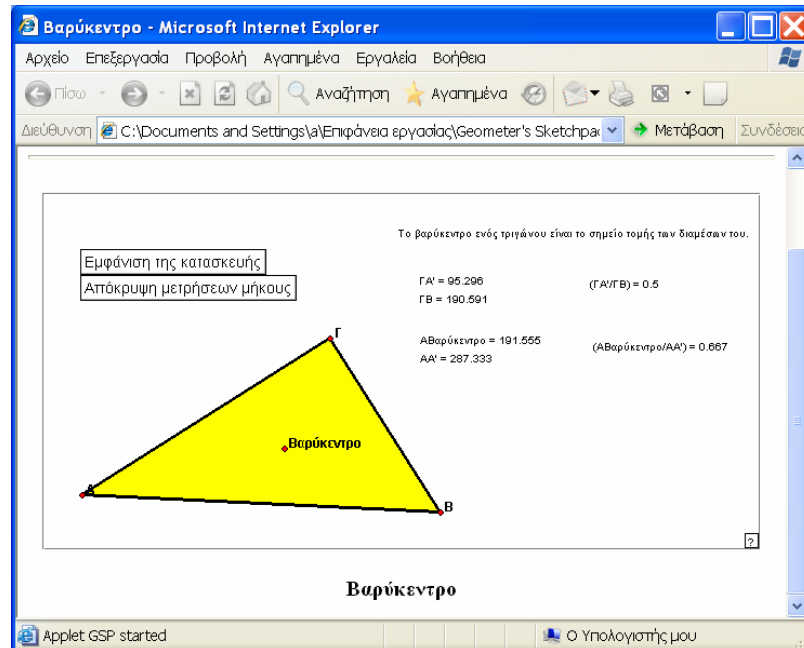 Βαρύκεντρο - Microsoft Internet Explorer
Αρχείο Επεξεργασία Προβολή Αγαπημένα Εργαλεία Βοήθεια
Πίσω Αναζήτηση Αγαπημένα
Διεύθυνση C:\Documents and Settings\a\Επιφάνεια εργασίας\Geometer's Sketchpad Μετάβαση Συνδέσεις
Το βαρύκεντρο ενός τριγώνου είναι το σημείο τομής των διαμέσων του.
Εμφάνιση της κατασκευής
Απόκρυψη μετρήσεων μήκους
ΓΑ' = 95.296
(ΓΑ'/ΓΒ) = 0.5
ΓΒ = 190.591
ΑΒαρύκεντρο = 191.555
(ΑΒαρύκεντρο/ΑΑ') = 0.667
ΑΑ' = 287.333
Γ
Βαρύκεντρο
Α
Β
?
Βαρύκεντρο
Applet GSP started Ο Υπολογιστής μου